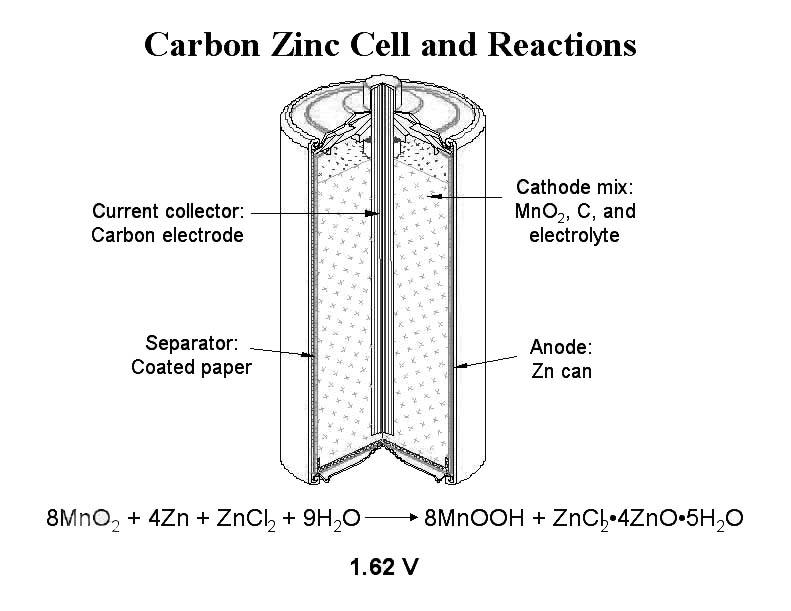 Carbon Zinc Cell and Reactions
Current collector:
Carbon electrode
Cathode mix:
MnO₂, C, and
electrolyte
Separator:
Coated paper
Anode:
Zn can
8MnO₂ + 4Zn + ZnCl₂ + 9H₂O ⟶ 8MnOOH + ZnCl₂•4ZnO•5H₂O
1.62 V